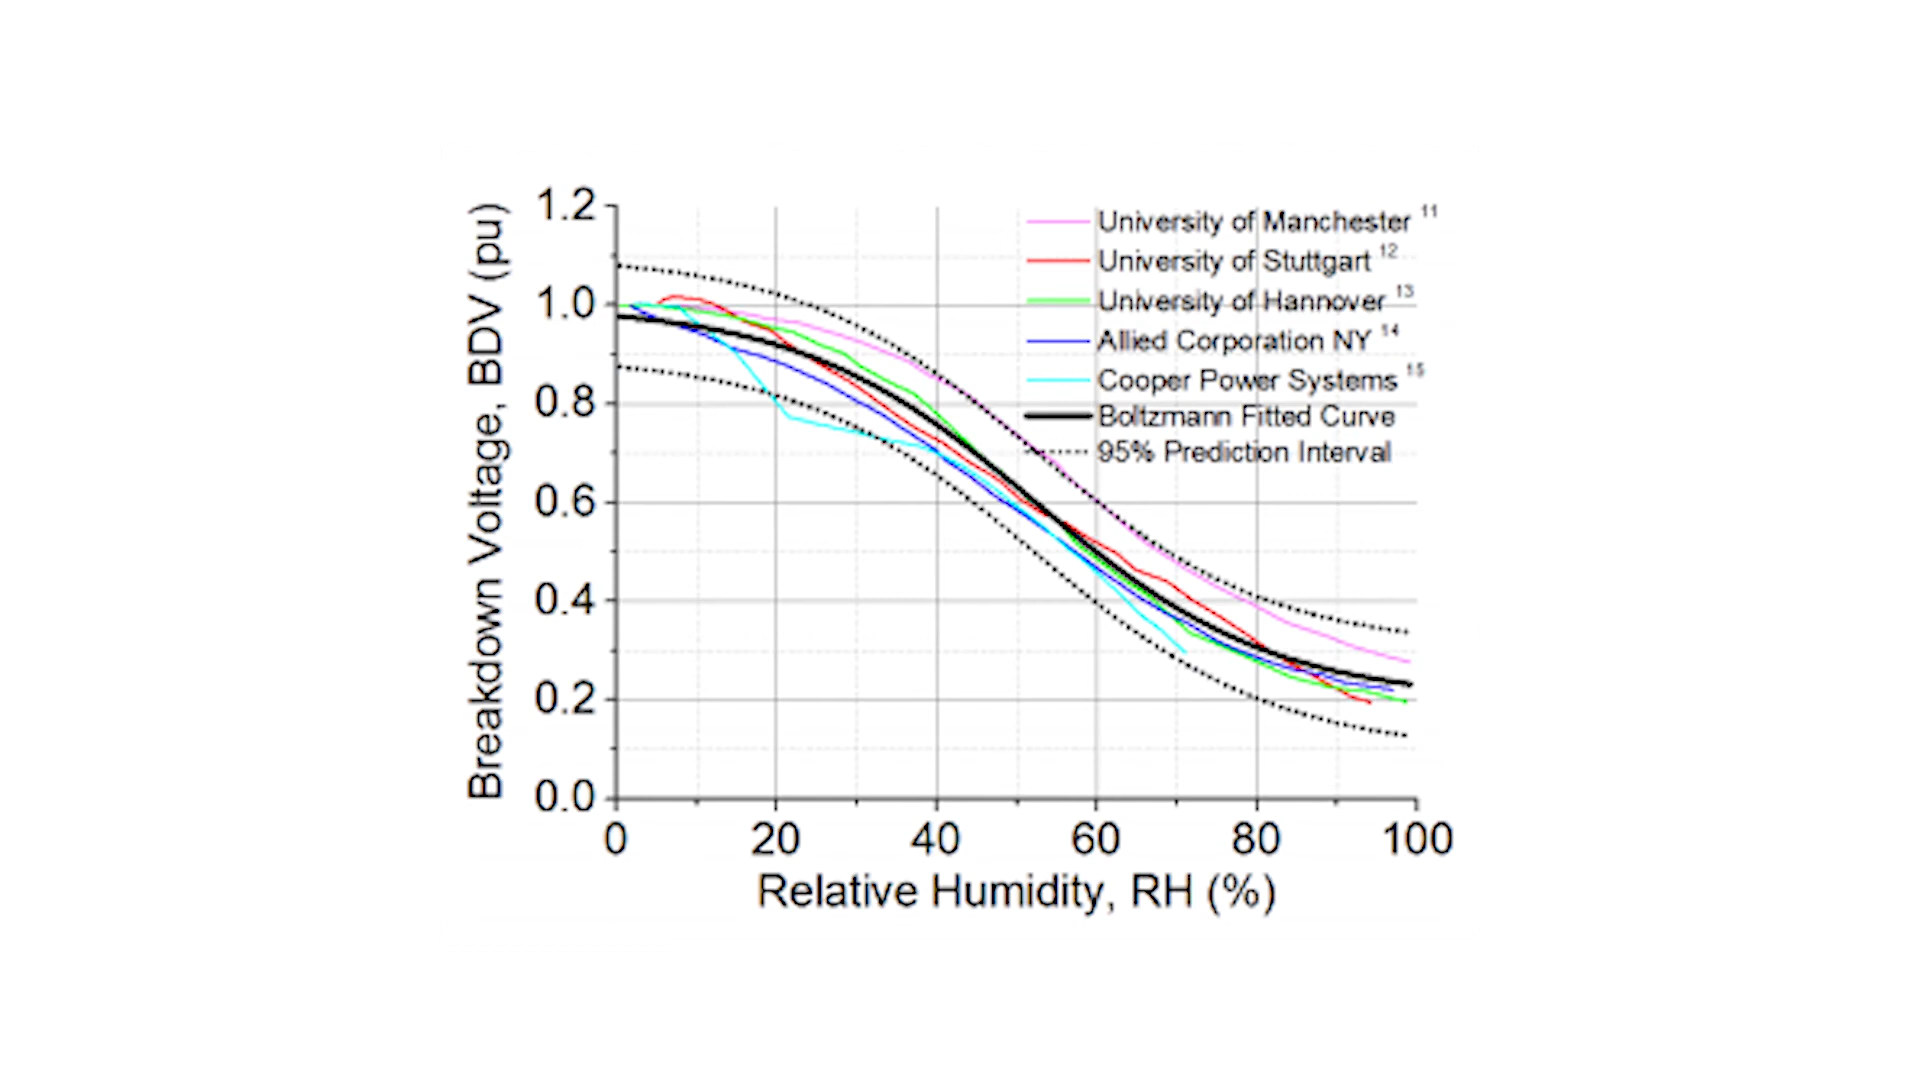 Breakdown Voltage, BDV (pu)
1.2
1.0
0.8
0.6
0.4
0.2
0.0
University of Manchester 11
University of Stuttgart 12
University of Hannover 13
Allied Corporation NY 14
Cooper Power Systems 15
Boltzmann Fitted Curve
95% Prediction Interval
0 20 40 60 80 100
Relative Humidity, RH (%)